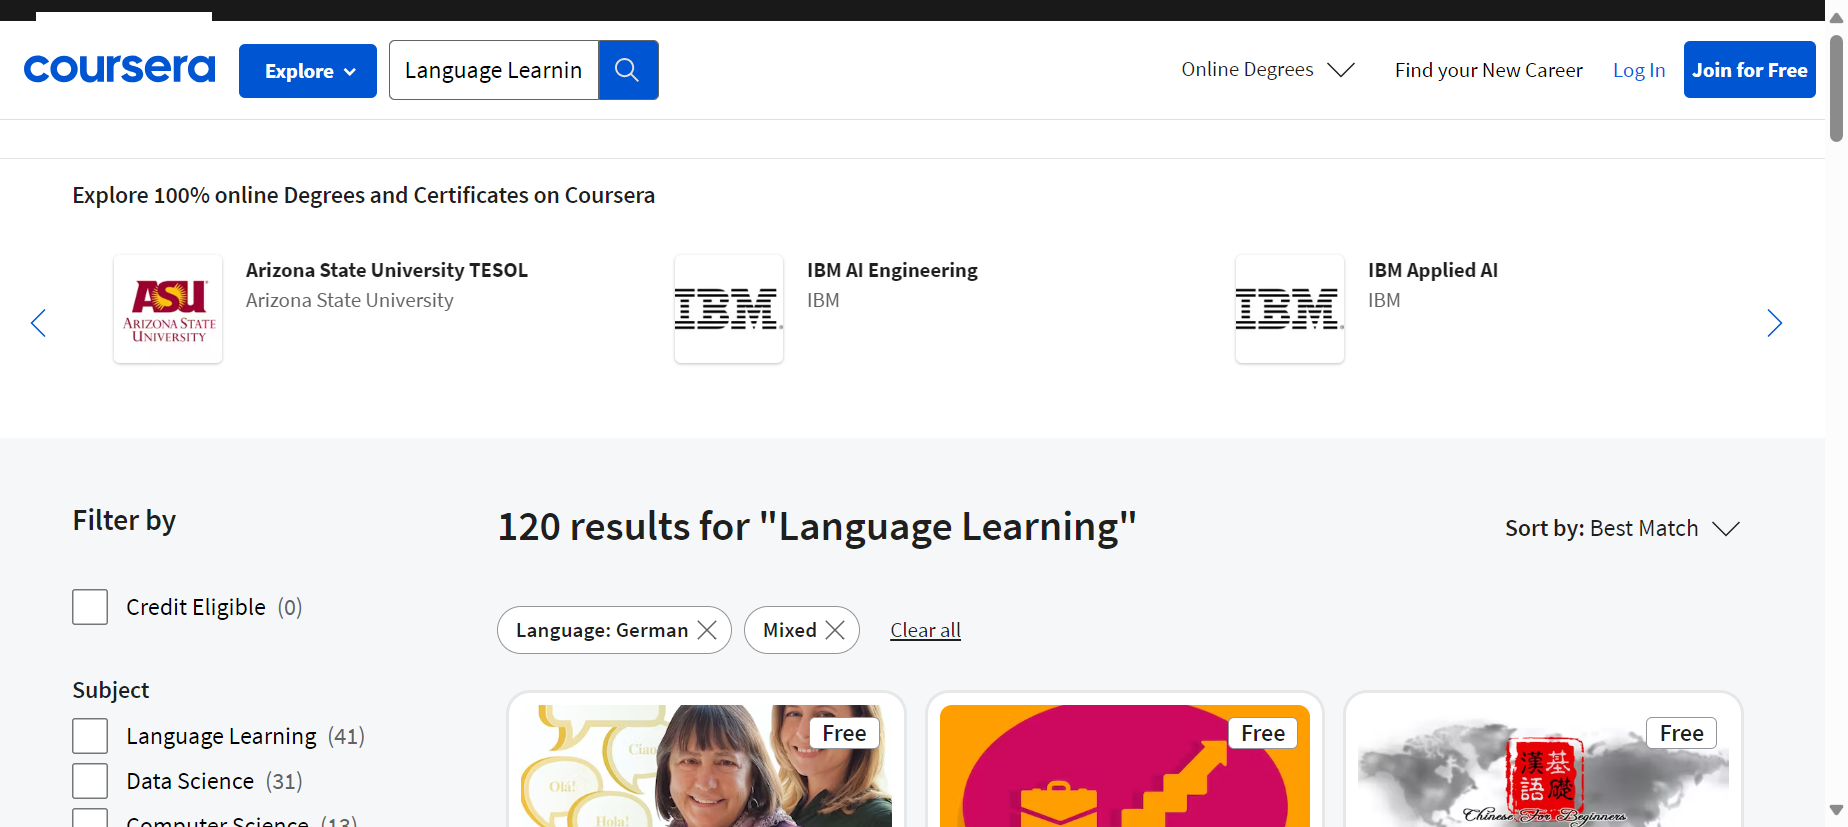 coursera
Explore
Language Learnin
Online Degrees
Find your New Career
Log In
Join for Free
Explore 100% online Degrees and Certificates on Coursera
ASU
ARIZONA STATE
UNIVERSITY
Arizona State University TESOL
Arizona State University
IBM
IBM AI Engineering
IBM
IBM
IBM Applied AI
IBM
Filter by
120 results for "Language Learning"
Sort by: Best Match
Credit Eligible (0)
Language: German
Mixed
Clear all
Subject
Language Learning (41)
Data Science (31)
Computer Science (13)
Free
Ciao
Olá!
Hola!
Free
Free
漢語
基礎
Chinese For Beginners